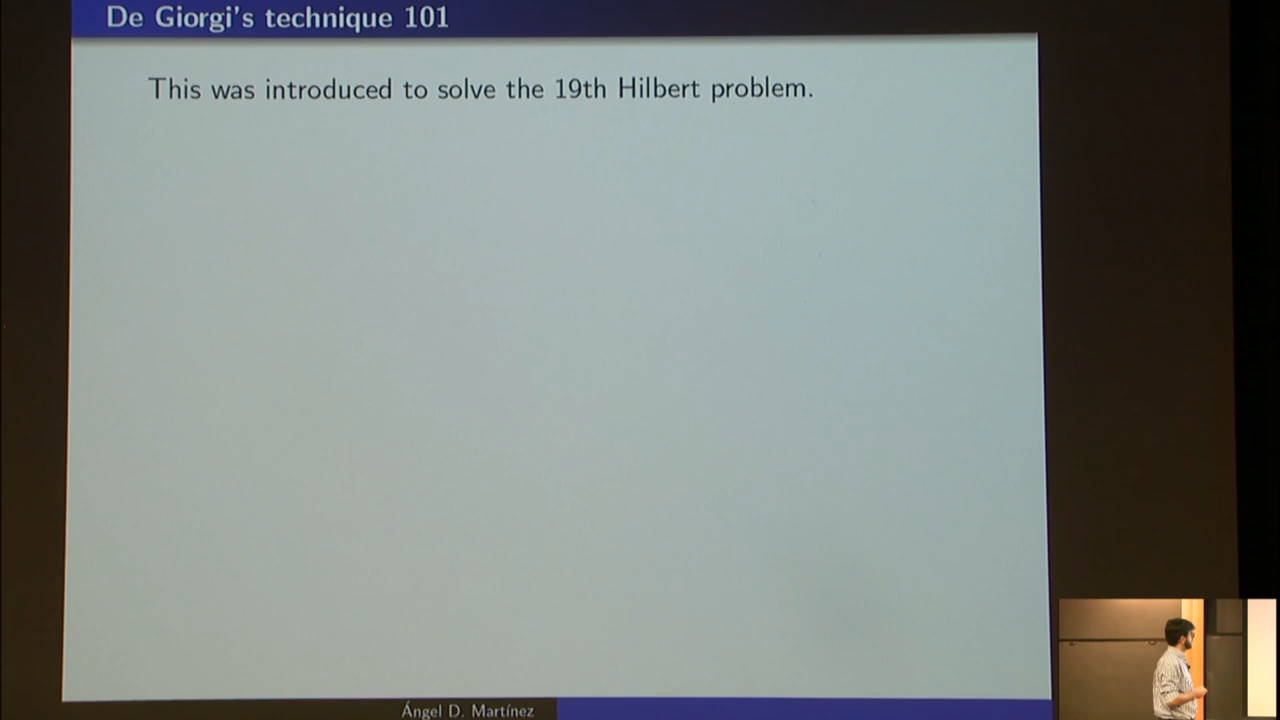 De Giorgi's technique 101
This was introduced to solve the 19th Hilbert problem.
Ángel D. Martínez